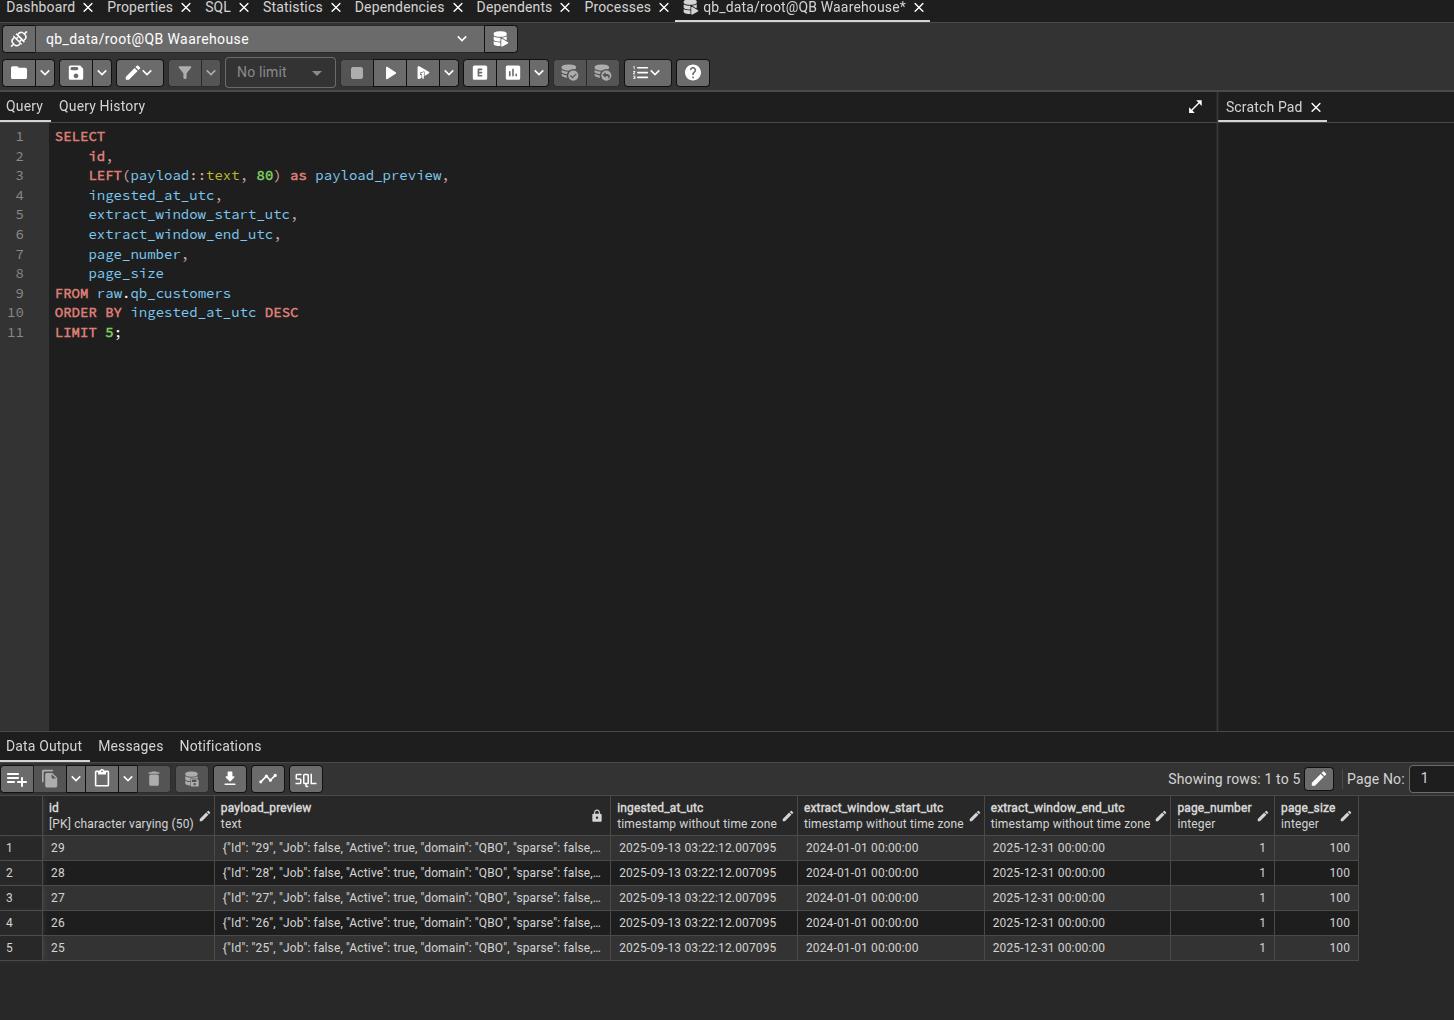 Dashboard Properties SQL Statistics Dependencies Dependents Processes qb_data/root@QB Waarehouse*
qb_data/root@QB Waarehouse
No limit E
Query Query History Scratch Pad
1 SELECT
2 id,
3 LEFT(payload::text, 80) as payload_preview,
4 ingested_at_utc,
5 extract_window_start_utc,
6 extract_window_end_utc,
7 page_number,
8 page_size
9 FROM raw.qb_customers
10 ORDER BY ingested_at_utc DESC
11 LIMIT 5;
Data Output Messages Notifications
SQL Showing rows: 1 to 5 Page No: 1
id payload_preview ingested_at_utc extract_window_start_utc extract_window_end_utc page_number page_size
[PK] character varying (50) text timestamp without time zone timestamp without time zone timestamp without time zone integer integer
1 29 {"Id": "29", "Job": false, "Active": true, "domain": "QBO", "sparse": false,... 2025-09-13 03:22:12.007095 2024-01-01 00:00:00 2025-12-31 00:00:00 1 100
2 28 {"Id": "28", "Job": false, "Active": true, "domain": "QBO", "sparse": false,... 2025-09-13 03:22:12.007095 2024-01-01 00:00:00 2025-12-31 00:00:00 1 100
3 27 {"Id": "27", "Job": false, "Active": true, "domain": "QBO", "sparse": false,... 2025-09-13 03:22:12.007095 2024-01-01 00:00:00 2025-12-31 00:00:00 1 100
4 26 {"Id": "26", "Job": false, "Active": true, "domain": "QBO", "sparse": false,... 2025-09-13 03:22:12.007095 2024-01-01 00:00:00 2025-12-31 00:00:00 1 100
5 25 {"Id": "25", "Job": false, "Active": true, "domain": "QBO", "sparse": false,... 2025-09-13 03:22:12.007095 2024-01-01 00:00:00 2025-12-31 00:00:00 1 100